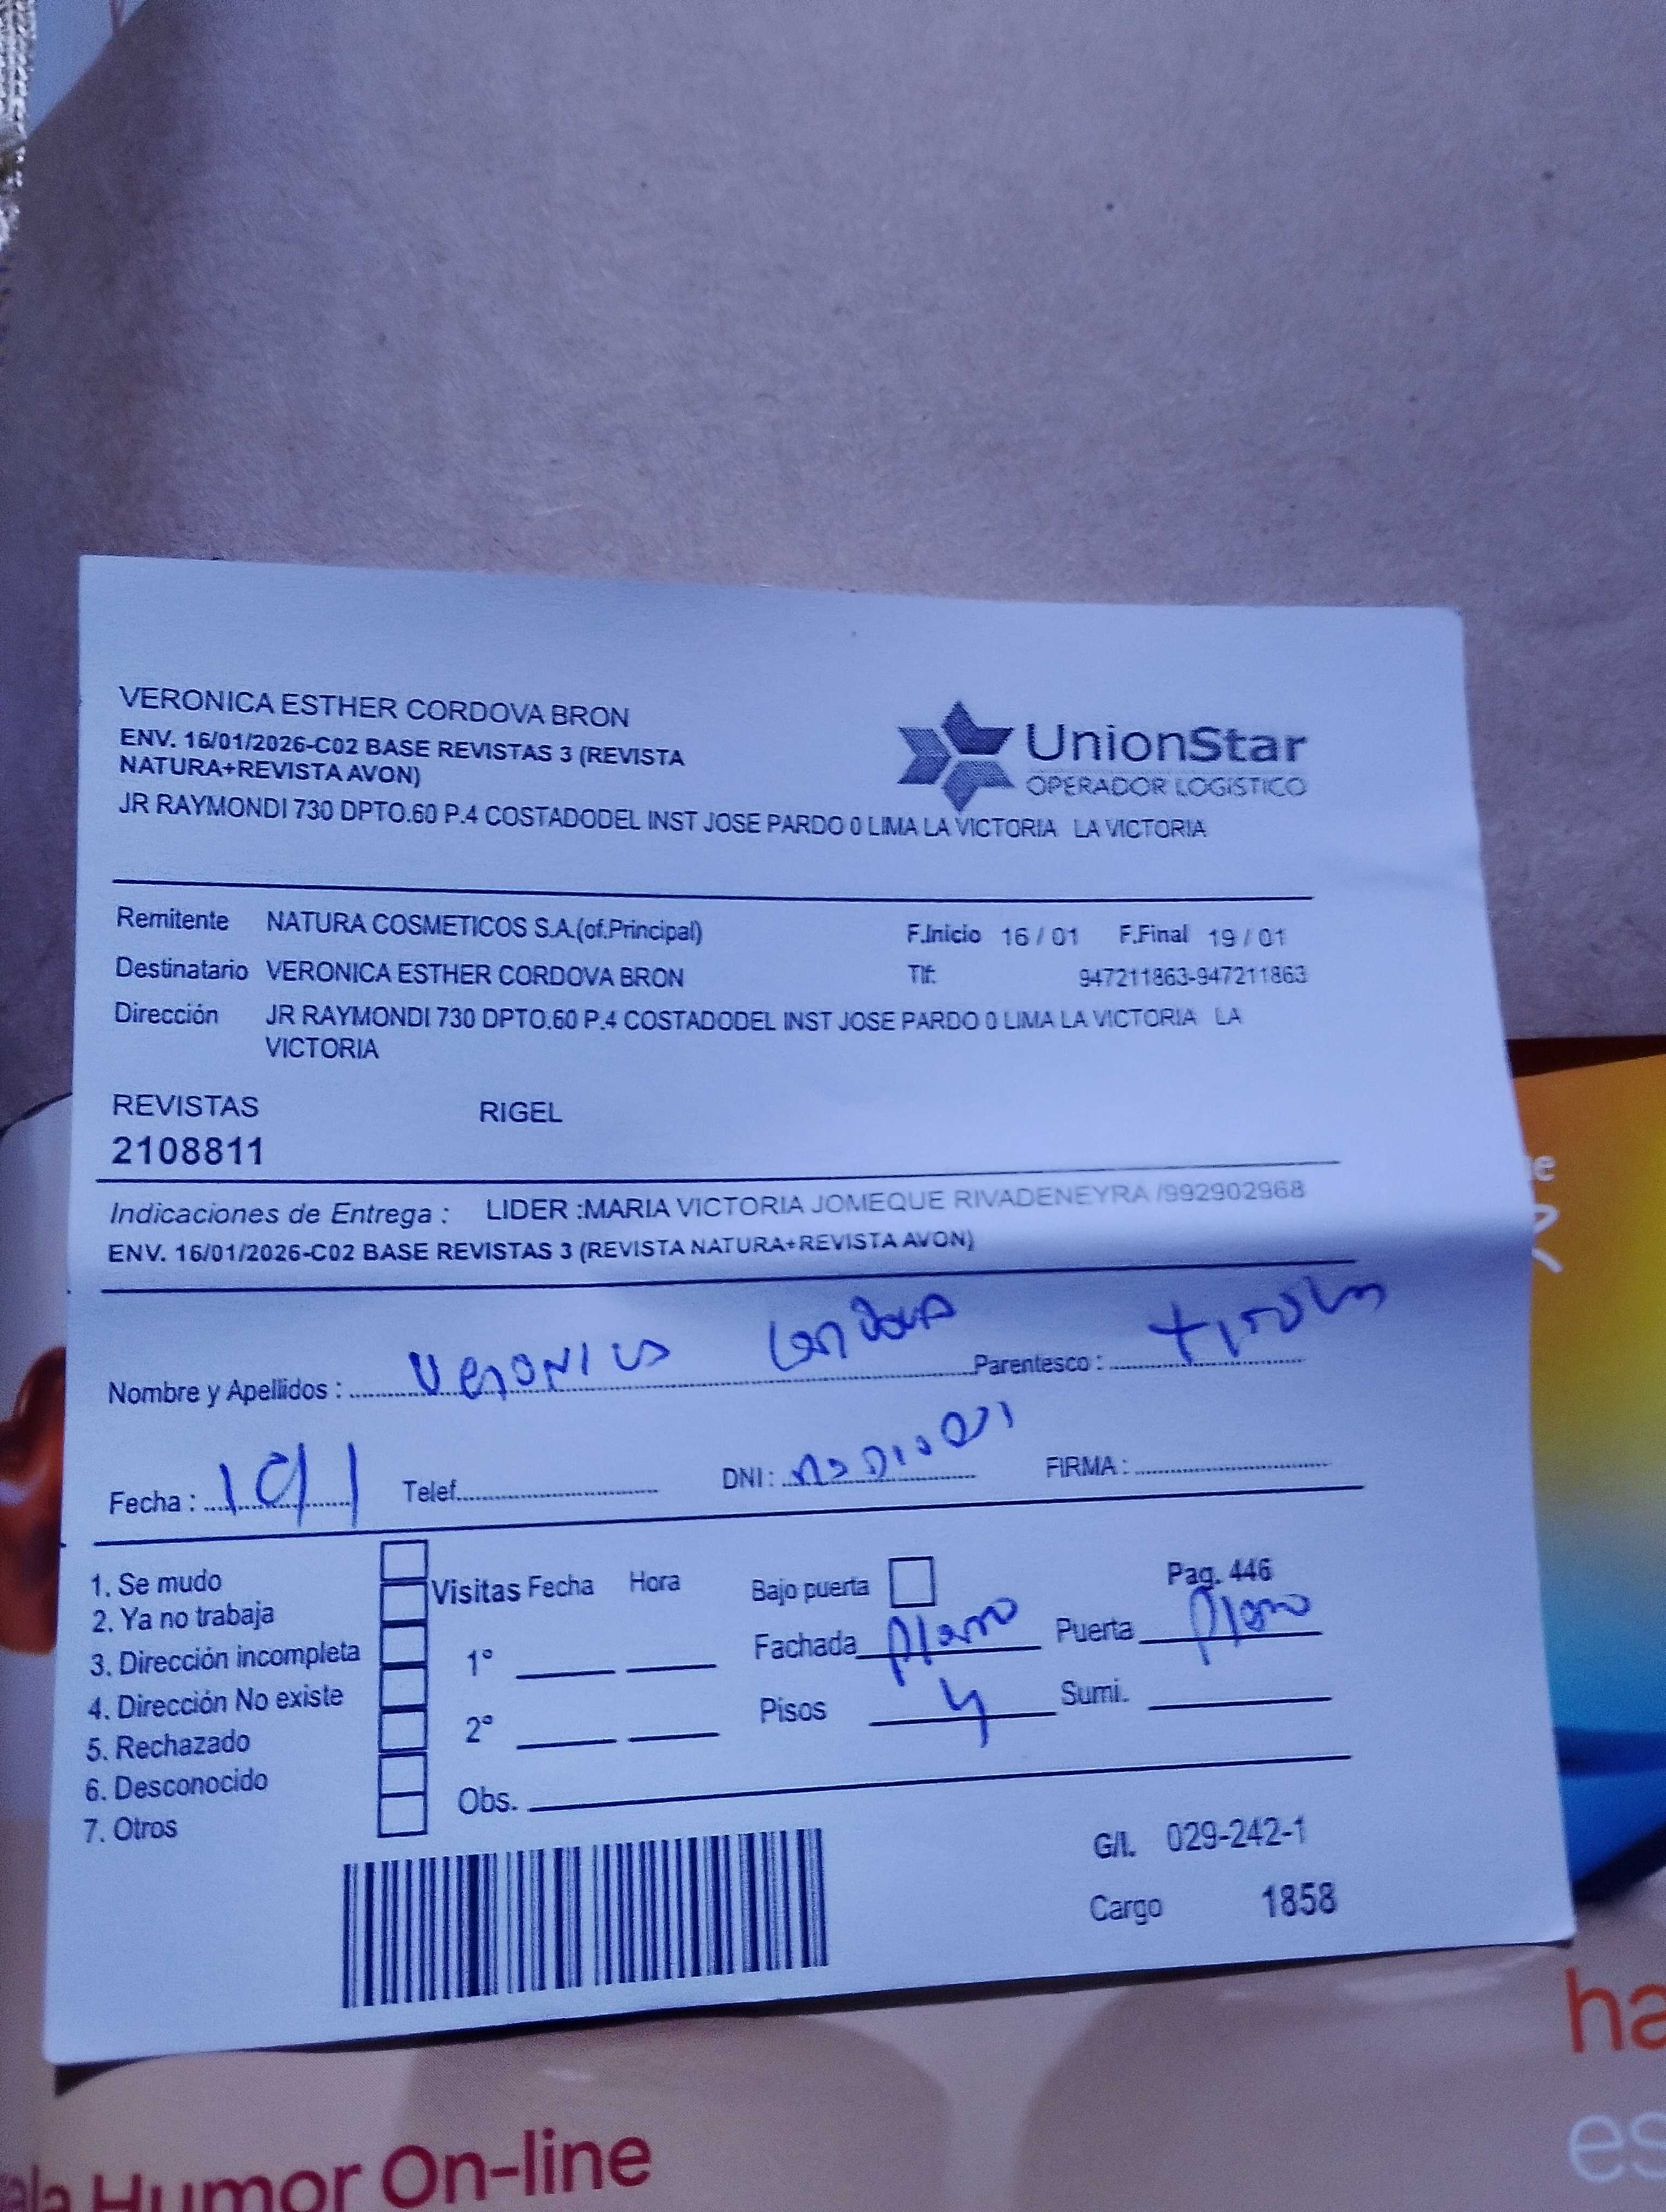 VERONICA ESTHER CORDOVA BRON
ENV. 16/01/2026-C02 BASE REVISTAS 3 (REVISTA
NATURA+REVISTA AVON)
UnionStar
OPERADOR LOGISTICO
JR RAYMONDI 730 DPTO.60 P.4 COSTADODEL INST JOSE PARDO 0 LIMA LA VICTORIA LA VICTORIA
Remitente NATURA COSMETICOS S.A.(of.Principal) F.Inicio 16 / 01 F.Final 19 / 01
Destinatario VERONICA ESTHER CORDOVA BRON Tlf: 947211863-947211863
Dirección JR RAYMONDI 730 DPTO.60 P.4 COSTADODEL INST JOSE PARDO 0 LIMA LA VICTORIA LA
VICTORIA
REVISTAS RIGEL
2108811
Indicaciones de Entrega : LIDER :MARIA VICTORIA JOMEQUE RIVADENEYRA /992902968
ENV. 16/01/2026-C02 BASE REVISTAS 3 (REVISTA NATURA+REVISTA AVON)
Nombre y Apellidos : Veronica Cordova Parentesco :
Fecha : Telef. DNI : FIRMA :
1. Se mudo
2. Ya no trabaja
3. Dirección incompleta
4. Dirección No existe
5. Rechazado
6. Desconocido
7. Otros
Visitas Fecha Hora
1°
2°
Obs.
Bajo puerta Pag. 446
Fachada Puerta
Pisos 4 Sumi.
G/l. 029-242-1
Cargo 1858
ha
es
ala Humor On-line